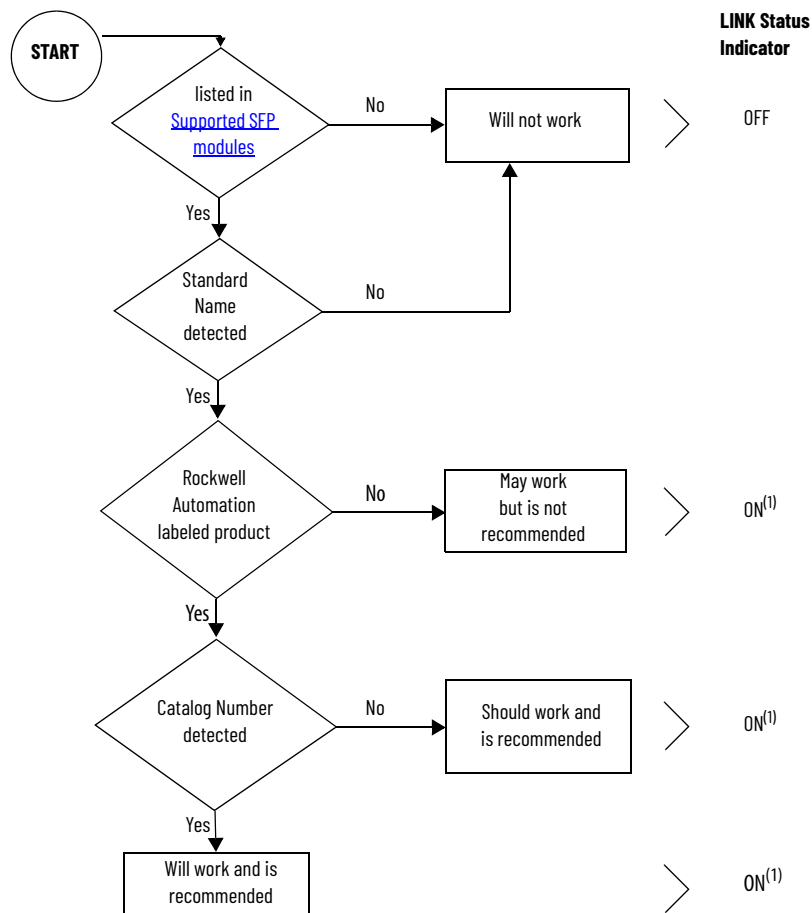 LINK Status
Indicator
START
listed in
Supported SFP
modules
No
Will not work
OFF
Yes
Standard
Name
detected
No
Yes
Rockwell
Automation
labeled product
No
May work
but is not
recommended
ON(1)
Yes
Catalog Number
detected
No
Should work and
is recommended
ON(1)
Yes
Will work and is
recommended
ON(1)